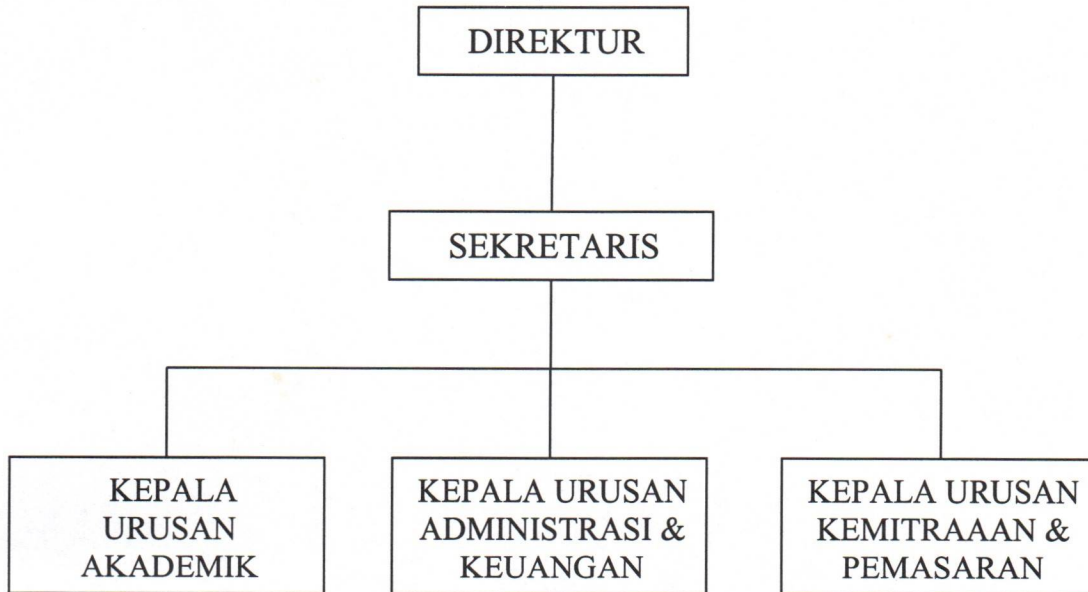 DIREKTUR
SEKRETARIS
KEPALA
URUSAN
AKADEMIK
KEPALA URUSAN
ADMINISTRASI &
KEUANGAN
KEPALA URUSAN
KEMITRAAAN &
PEMASARAN